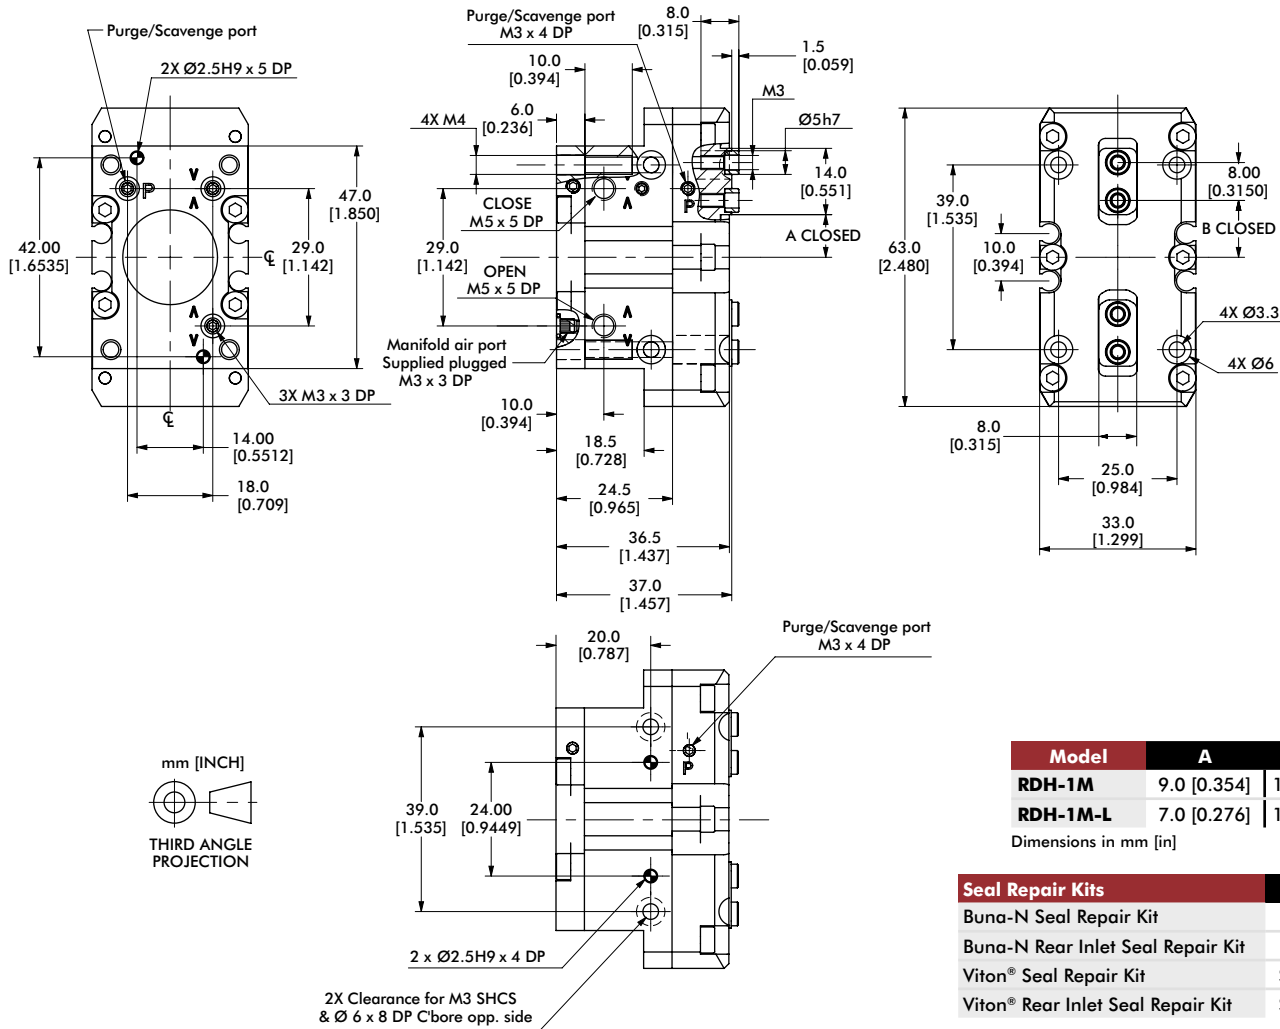 Purge/Scavenge port
2X Ø2.5H9 x 5 DP
P
47.0
[1.850]
42.00
[1.6535]
29.0
[1.142]
3X M3 x 3 DP
14.00
[0.5512]
18.0
[0.709]
Purge/Scavenge port
M3 x 4 DP
8.0
[0.315]
1.5
[0.059]
10.0
[0.394]
M3
6.0
[0.236]
4X M4
Ø5h7
14.0
[0.551]
CLOSE
M5 x 5 DP
P
A CLOSED
29.0
[1.142]
OPEN
M5 x 5 DP
Manifold air port
Supplied plugged
M3 x 3 DP
10.0
[0.394]
18.5
[0.728]
24.5
[0.965]
36.5
[1.437]
37.0
[1.457]
8.00
[0.3150]
39.0
[1.535]
B CLOSED
63.0
[2.480]
10.0
[0.394]
4X Ø3.3
4X Ø6
8.0
[0.315]
25.0
[0.984]
33.0
[1.299]
20.0
[0.787]
Purge/Scavenge port
M3 x 4 DP
P
39.0
[1.535]
24.00
[0.9449]
2 x Ø2.5H9 x 4 DP
2X Clearance for M3 SHCS
& Ø 6 x 8 DP C'bore opp. side
mm [INCH]
THIRD ANGLE
PROJECTION
Model A
RDH-1M 9.0 [0.354] 1
RDH-1M-L 7.0 [0.276] 1
Dimensions in mm [in]
Seal Repair Kits
Buna-N Seal Repair Kit
Buna-N Rear Inlet Seal Repair Kit
Viton® Seal Repair Kit
Viton® Rear Inlet Seal Repair Kit